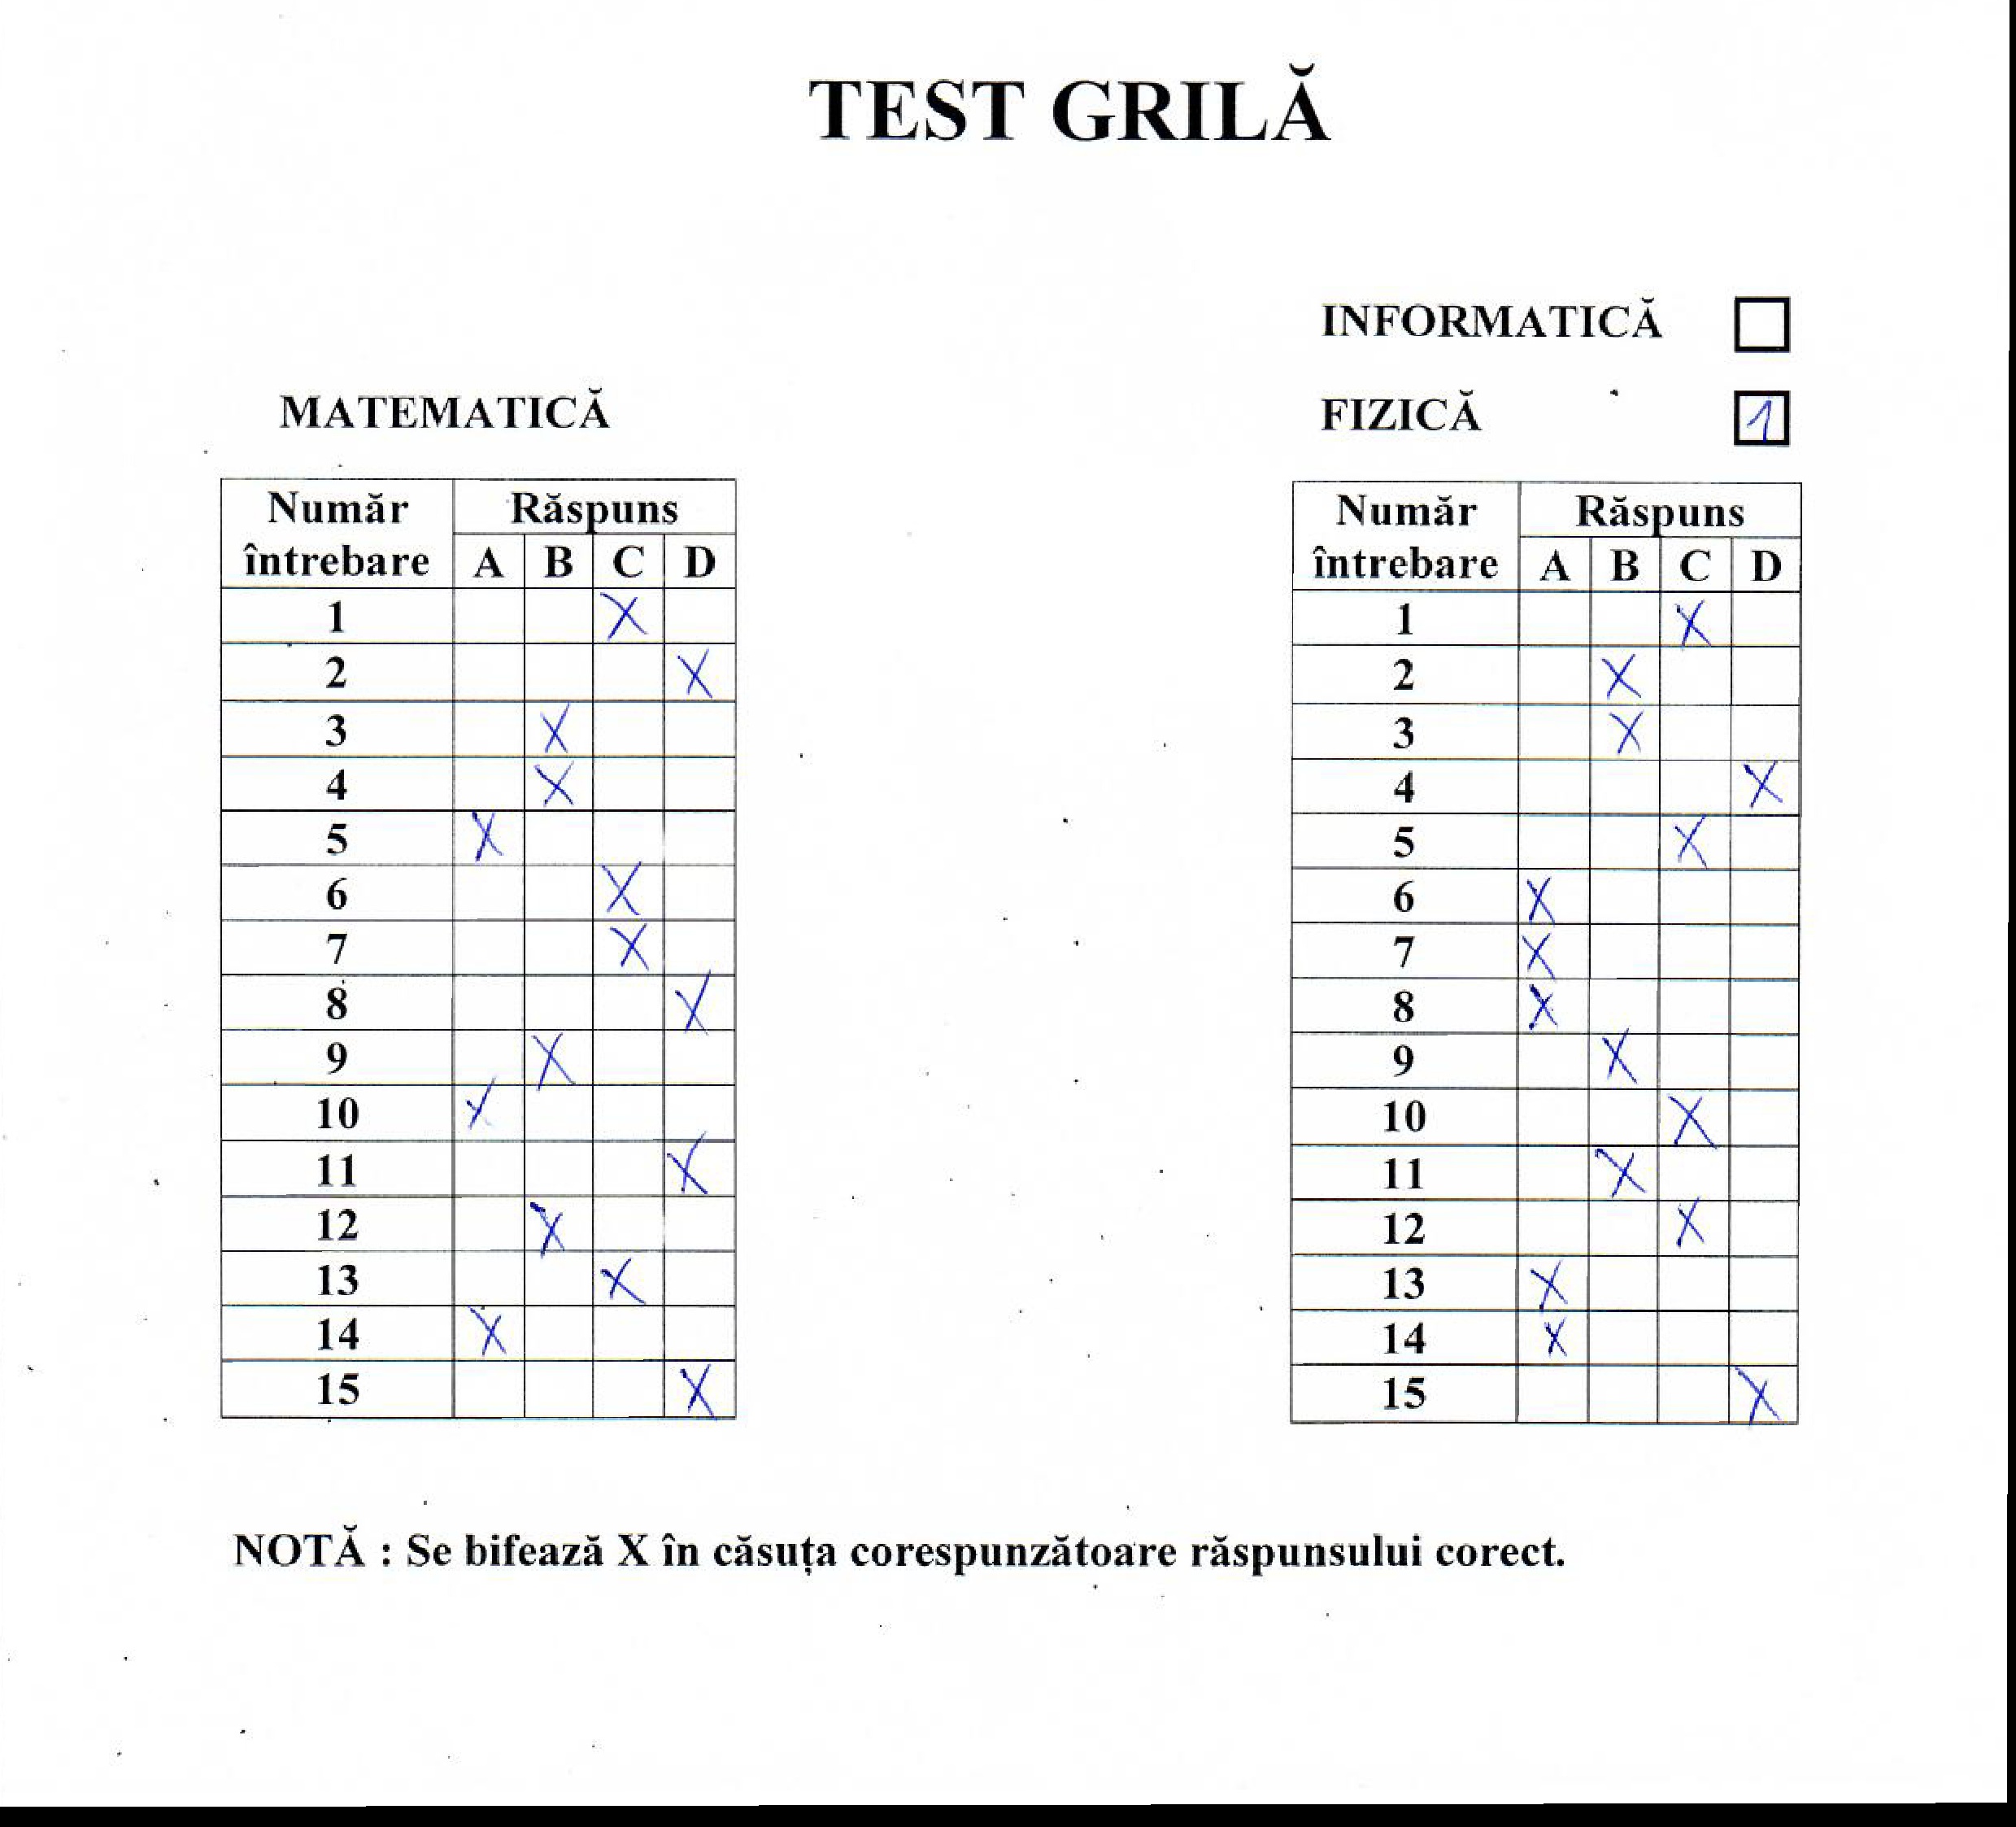 TEST GRILĂ
INFORMATICĂ
MATEMATICĂ
FIZICĂ 1
Număr întrebare Răspuns
A B C D
1 X
2 X
3 X
4 X
5 X
6 X
7 X
8 X
9 X
10 X
11 X
12 X
13 X
14 X
15 X
Număr întrebare Răspuns
A B C D
1 X
2 X
3 X
4 X
5 X
6 X
7 X
8 X
9 X
10 X
11 X
12 X
13 X
14 X
15 X
NOTĂ : Se bifează X în căsuța corespunzătoare răspunsului corect.